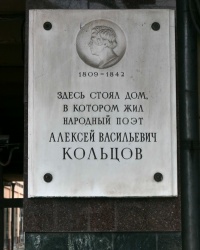 1809-1842
ЗДЕСЬ СТОЯЛ ДОМ,
В КОТОРОМ ЖИЛ
НАРОДНЫЙ ПОЭТ
АЛЕКСЕЙ ВАСИЛЬЕВИЧ
КОЛЬЦОВ